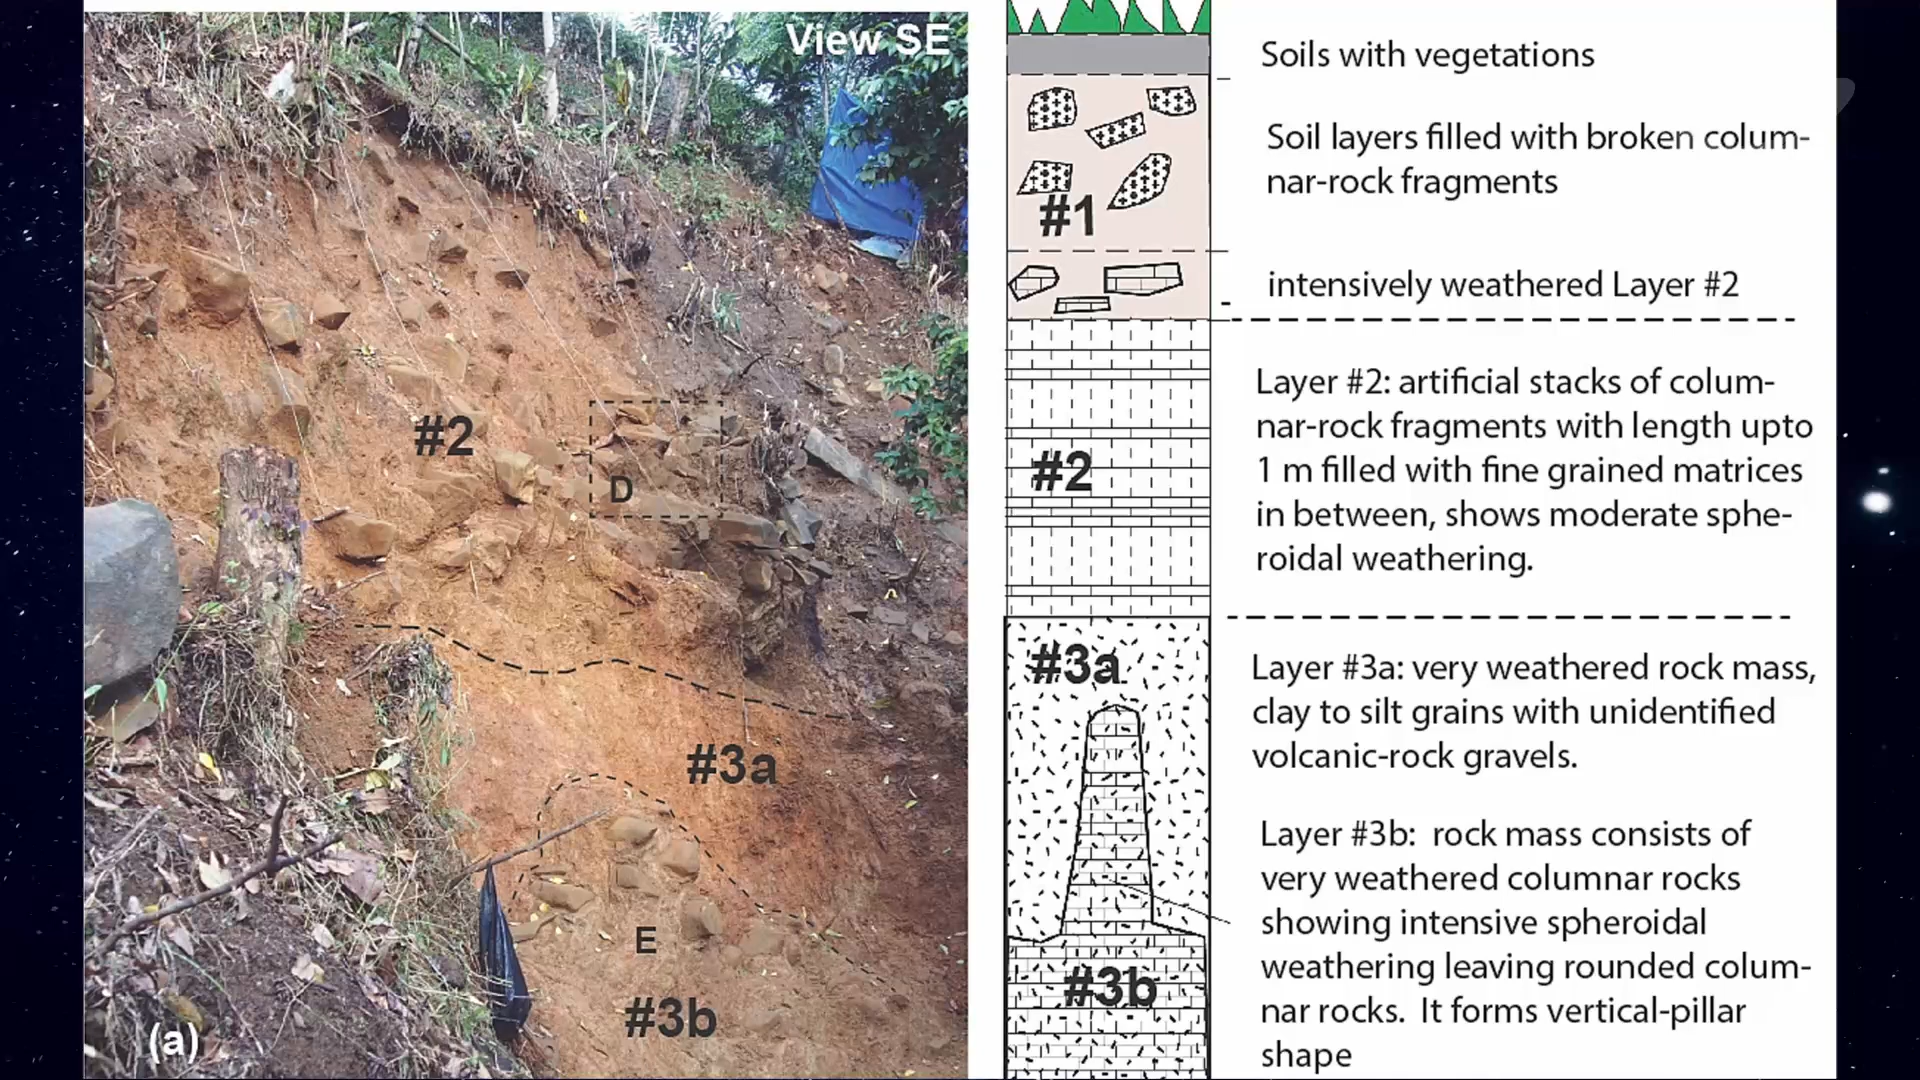 View SE
#2
D
#3a
E
#3b
(a)
#1
#2
#3a
#3b
Soils with vegetations
Soil layers filled with broken colum-
nar-rock fragments
intensively weathered Layer #2
Layer #2: artificial stacks of colum-
nar-rock fragments with length upto
1 m filled with fine grained matrices
in between, shows moderate sphe-
roidal weathering.
Layer #3a: very weathered rock mass,
clay to silt grains with unidentified
volcanic-rock gravels.
Layer #3b:  rock mass consists of
very weathered columnar rocks
showing intensive spheroidal
weathering leaving rounded colum-
nar rocks.  It forms vertical-pillar
shape